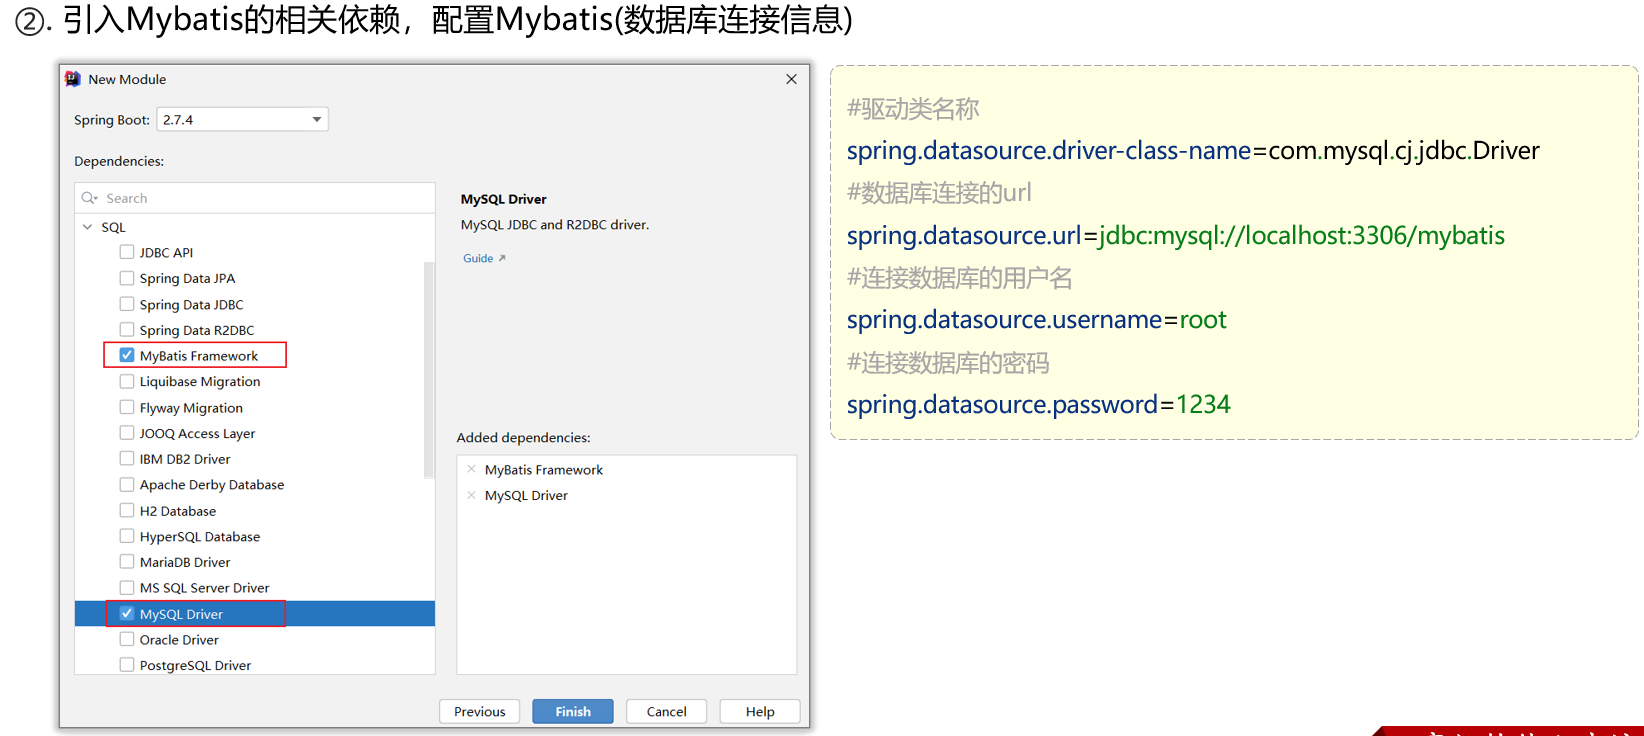 ②. 引入Mybatis的相关依赖，配置Mybatis(数据库连接信息)
New Module
Spring Boot: 2.7.4
Dependencies:
Search
SQL
JDBC API
Spring Data JPA
Spring Data JDBC
Spring Data R2DBC
MyBatis Framework
Liquibase Migration
Flyway Migration
JOOQ Access Layer
IBM DB2 Driver
Apache Derby Database
H2 Database
HyperSQL Database
MariaDB Driver
MS SQL Server Driver
MySQL Driver
Oracle Driver
PostgreSQL Driver
MySQL Driver
MySQL JDBC and R2DBC driver.
Guide
Added dependencies:
MyBatis Framework
MySQL Driver
Previous
Finish
Cancel
Help
#驱动类名称
spring.datasource.driver-class-name=com.mysql.cj.jdbc.Driver
#数据库连接的url
spring.datasource.url=jdbc:mysql://localhost:3306/mybatis
#连接数据库的用户名
spring.datasource.username=root
#连接数据库的密码
spring.datasource.password=1234